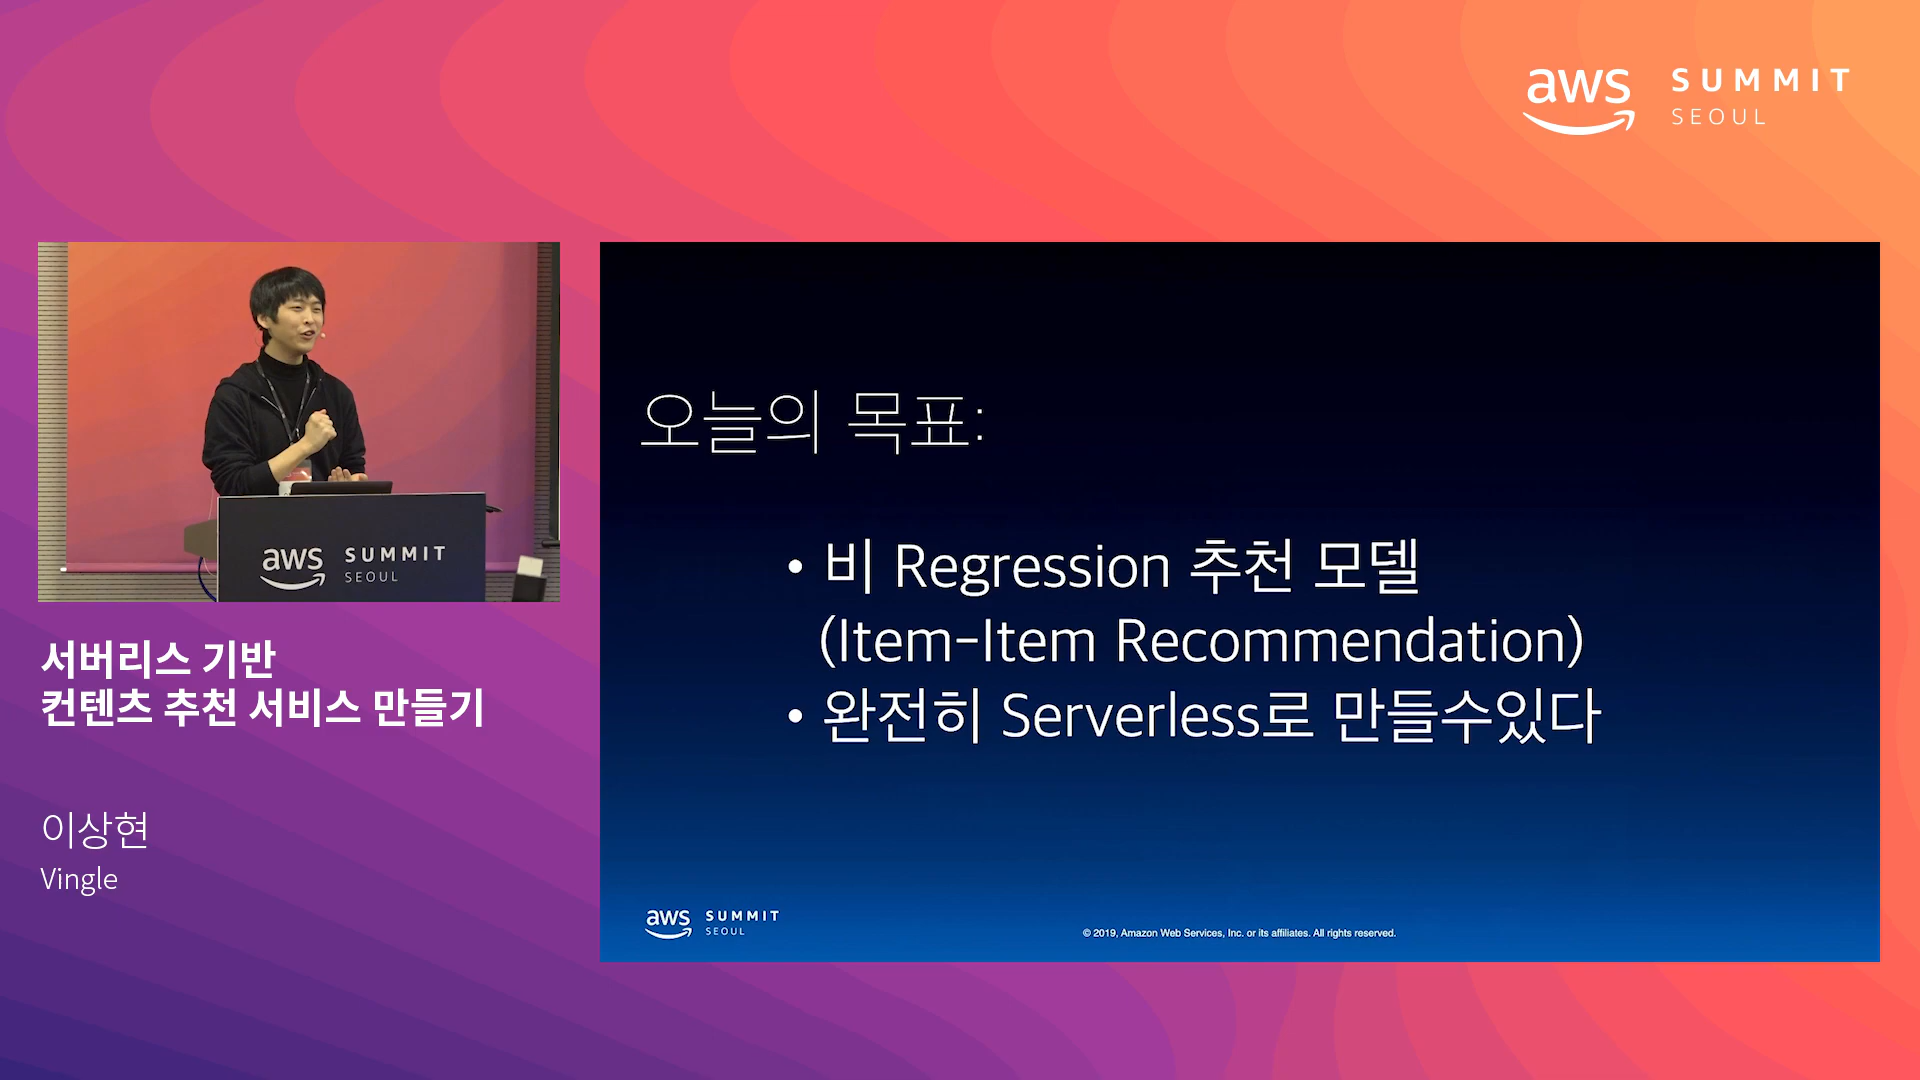 aws SUMMIT
SEOUL
aws SUMMIT
SEOUL
서버리스 기반
컨텐츠 추천 서비스 만들기
이상현
Vingle
오늘의 목표:
• 비 Regression 추천 모델
(Item-Item Recommendation)
• 완전히 Serverless로 만들수있다
aws SUMMIT
SEOUL
© 2019, Amazon Web Services, Inc. or its affiliates. All rights reserved.